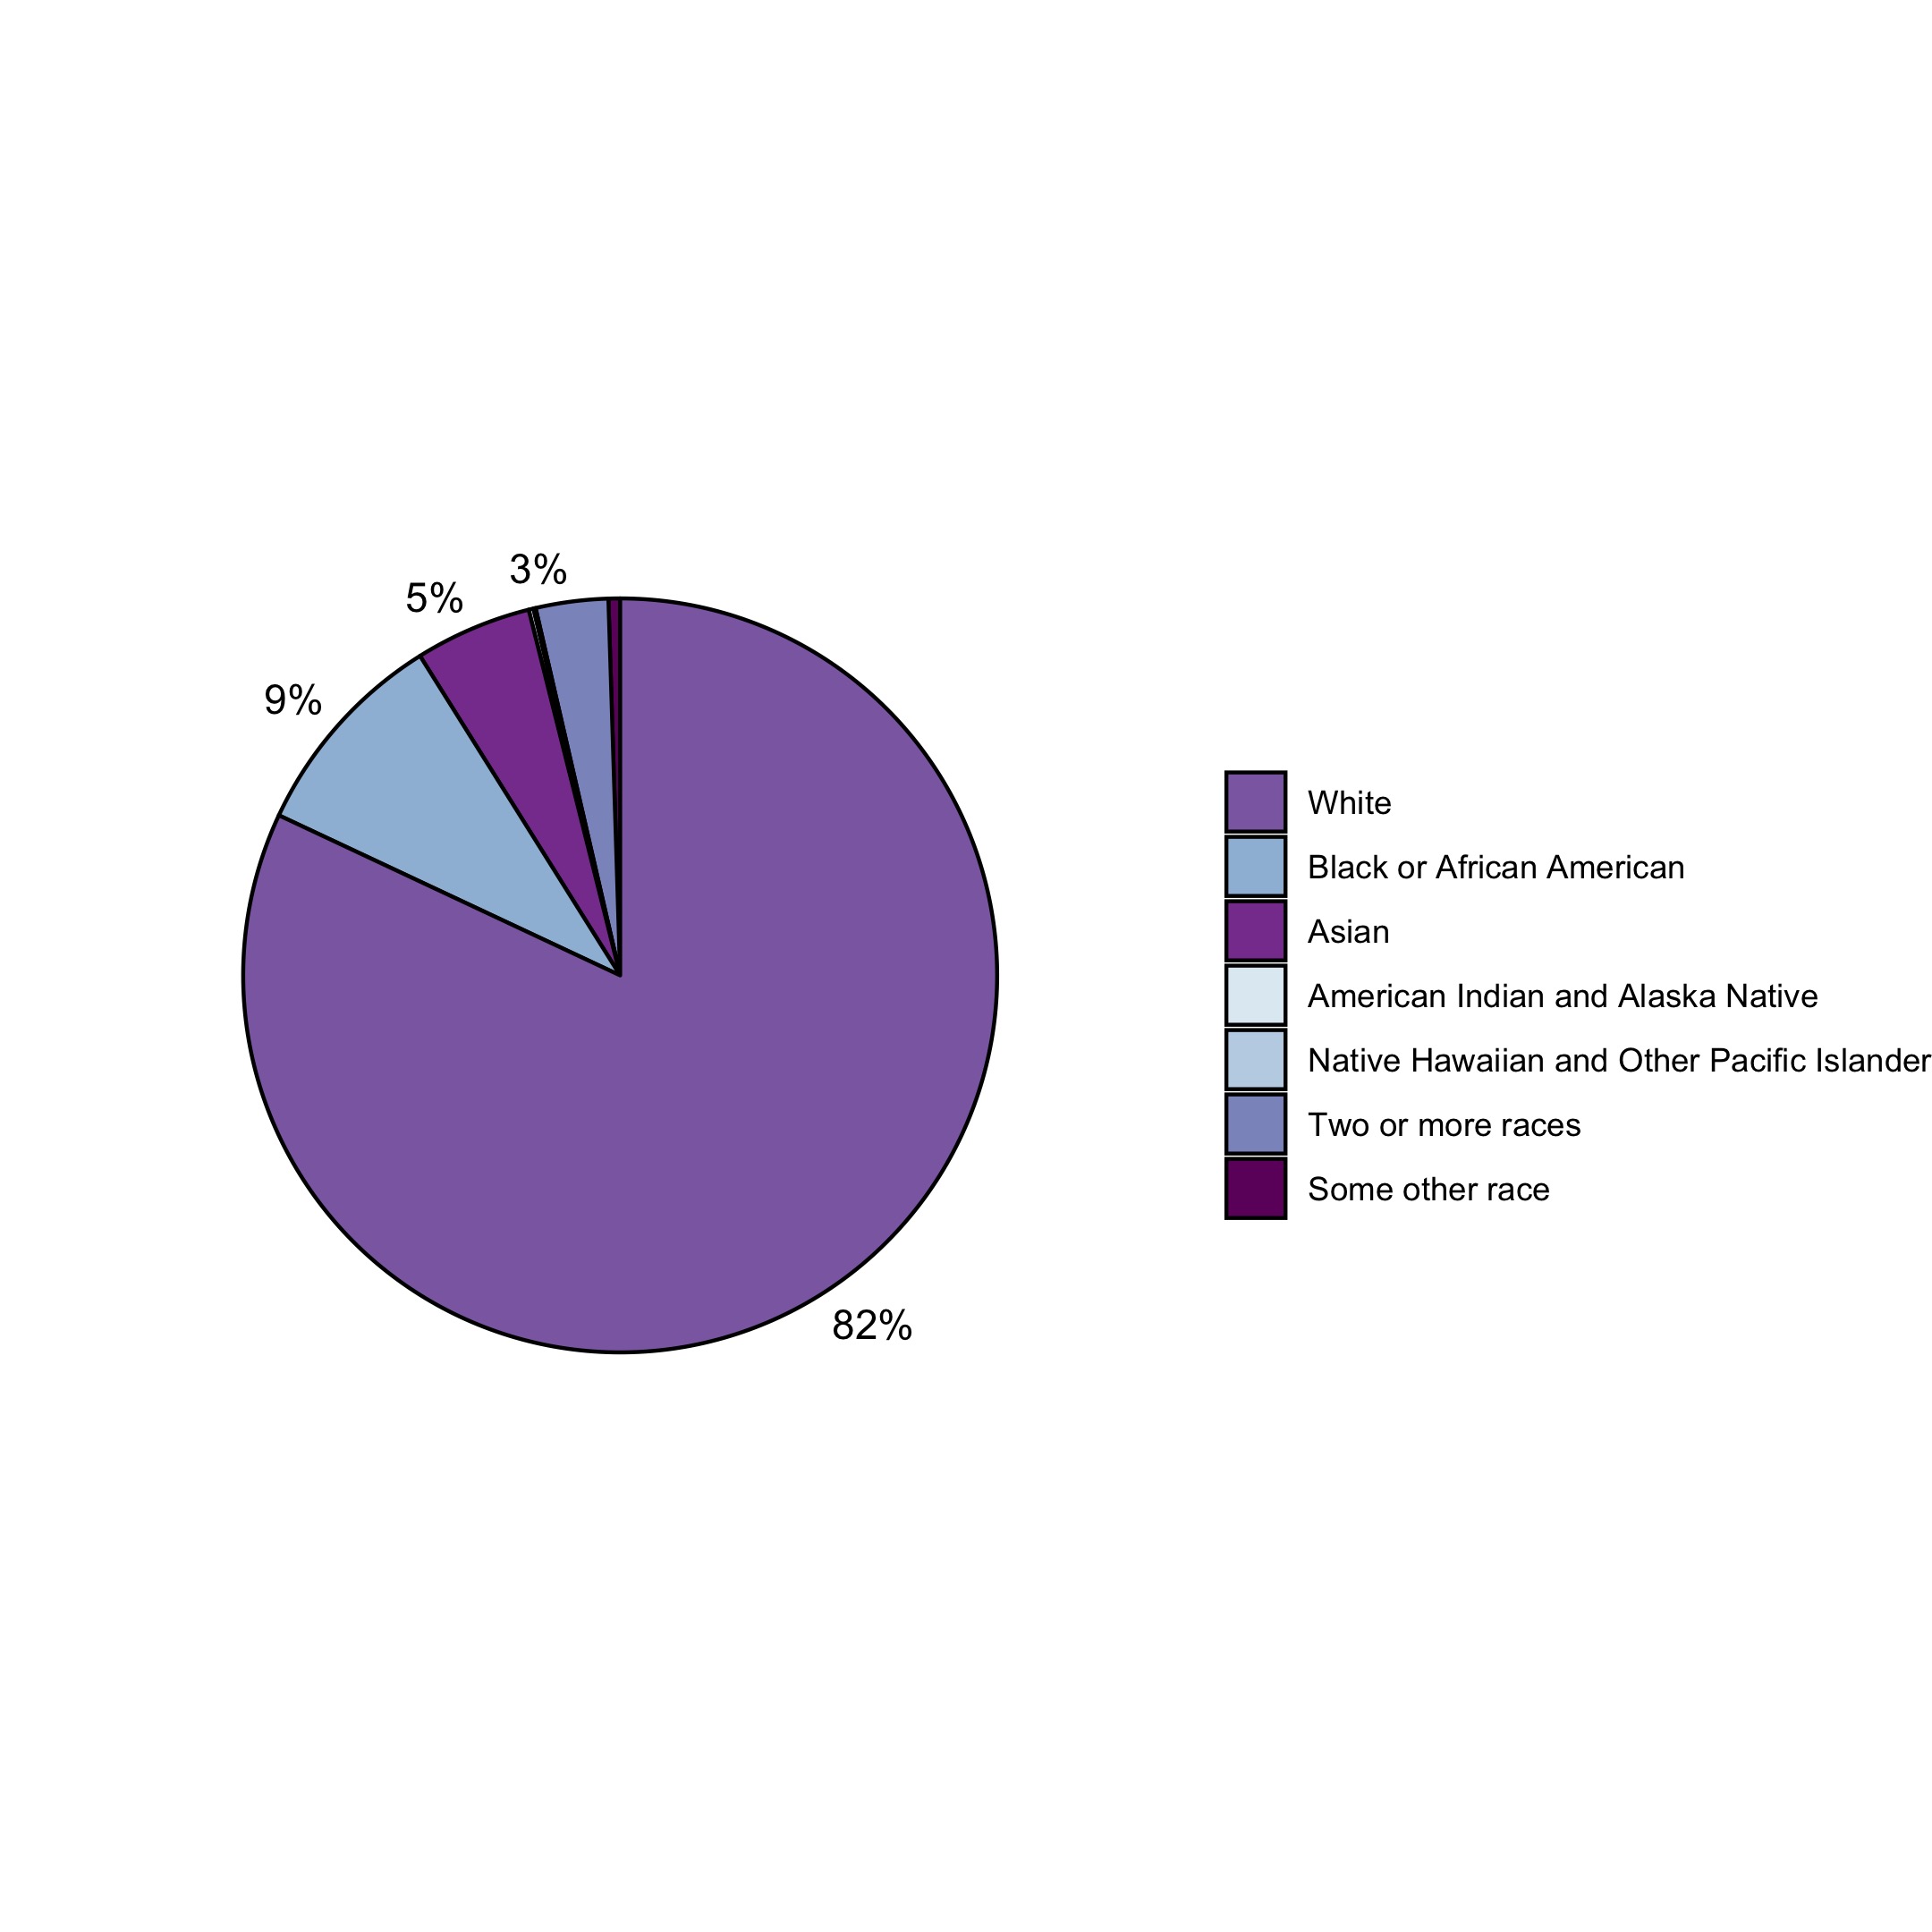 3%
5%
9%
82%
White
Black or African American
Asian
American Indian and Alaska Native
Native Hawaiian and Other Pacific Islander
Two or more races
Some other race